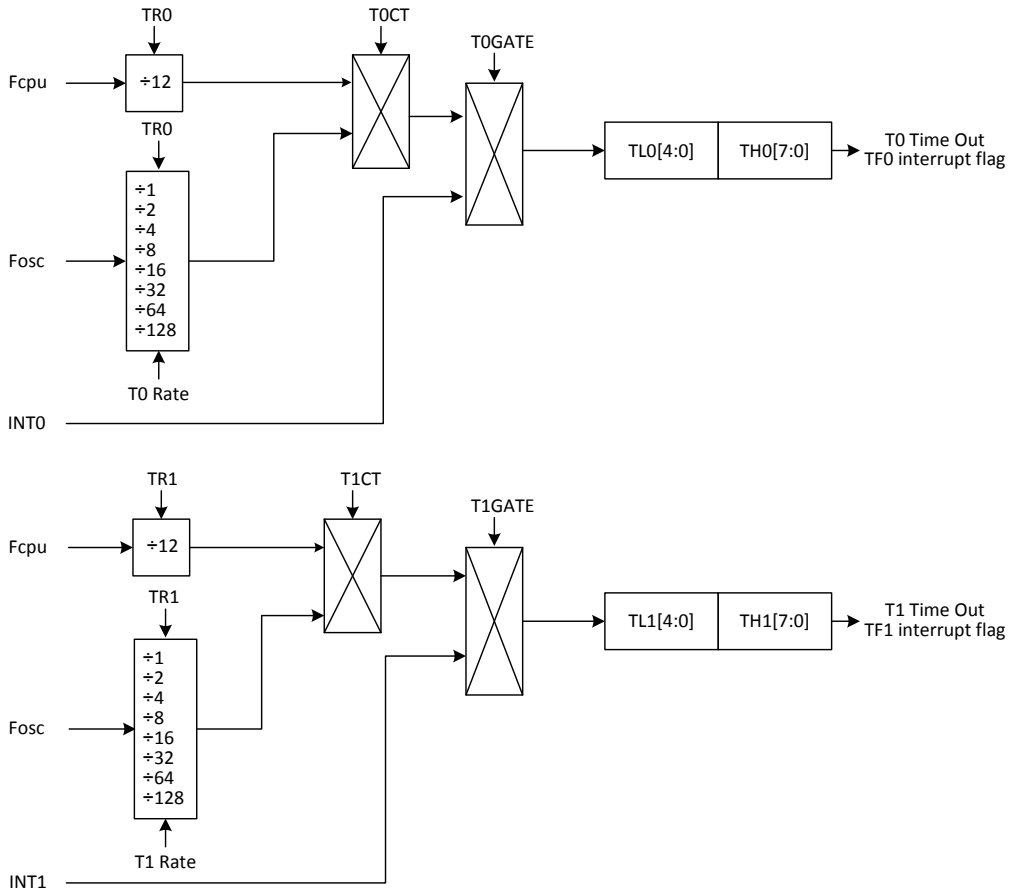 TR0
T0CT
T0GATE
Fcpu
÷12
TR0
TL0[4:0]
TH0[7:0]
T0 Time Out
TF0 interrupt flag
÷1
÷2
÷4
÷8
÷16
÷32
÷64
÷128
Fosc
T0 Rate
INT0
TR1
T1CT
T1GATE
Fcpu
÷12
TR1
TL1[4:0]
TH1[7:0]
T1 Time Out
TF1 interrupt flag
÷1
÷2
÷4
÷8
÷16
÷32
÷64
÷128
Fosc
T1 Rate
INT1